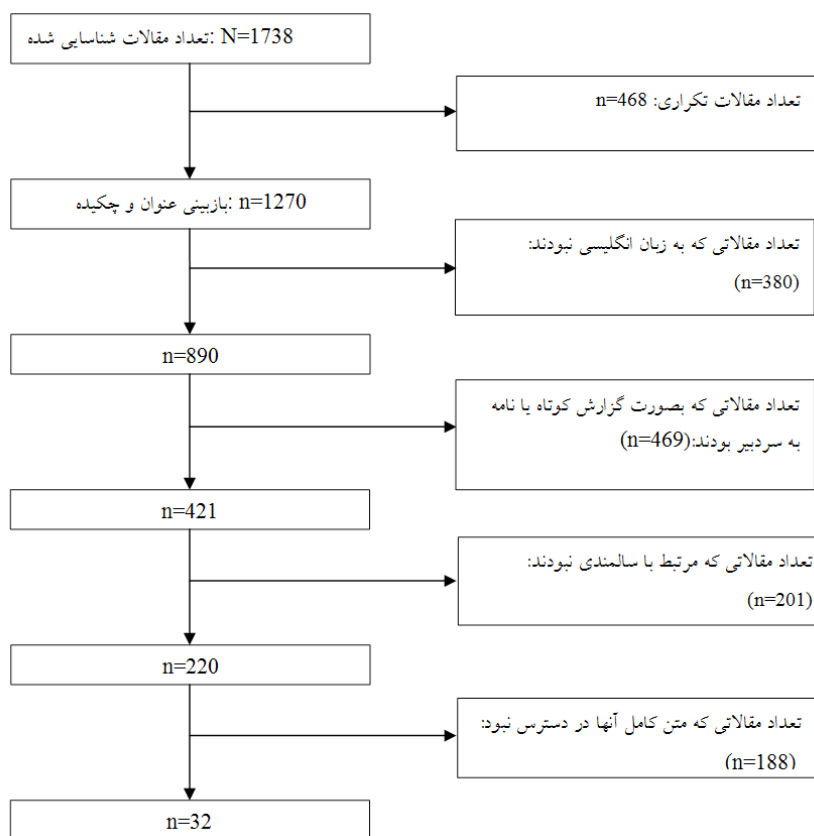 تعداد مقالات شناسایی شده: N=1738
تعداد مقالات تکراری: n=468
بازبینی عنوان و چکیده: n=1270
تعداد مقالاتی که به زبان انگلیسی نبودند:
(n=380)
n=890
تعداد مقالاتی که بصورت گزارش کوتاه یا نامه
به سردبیر بودند:(n=469)
n=421
تعداد مقالاتی که مرتبط با سالمندی نبودند:
(n=201)
n=220
تعداد مقالاتی که متن کامل آنها در دسترس نبود:
(n=188)
n=32